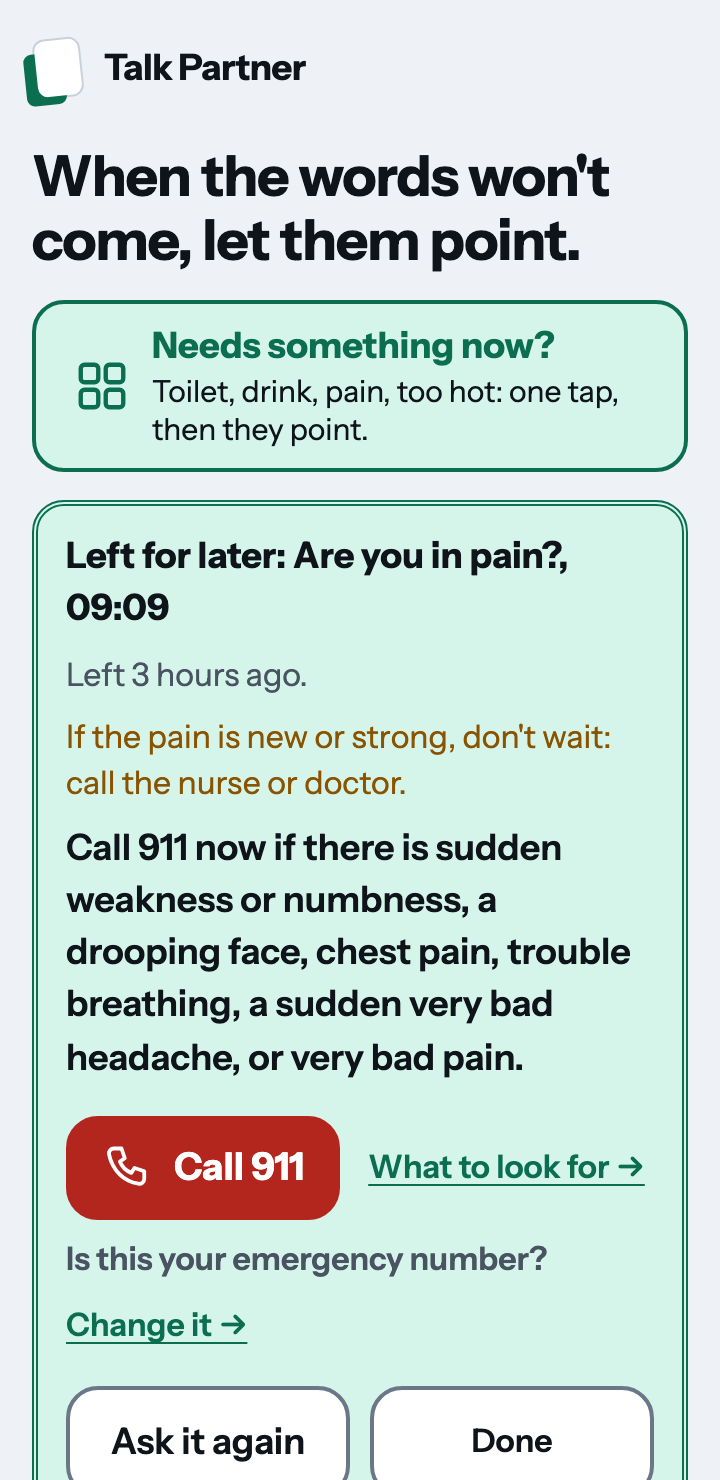 Talk Partner
When the words won't
come, let them point.
Needs something now?
Toilet, drink, pain, too hot: one tap,
then they point.
Left for later: Are you in pain?,
09:09
Left 3 hours ago.
If the pain is new or strong, don't wait:
call the nurse or doctor.
Call 911 now if there is sudden
weakness or numbness, a
drooping face, chest pain, trouble
breathing, a sudden very bad
headache, or very bad pain.
Call 911
What to look for →
Is this your emergency number?
Change it →
Ask it again
Done